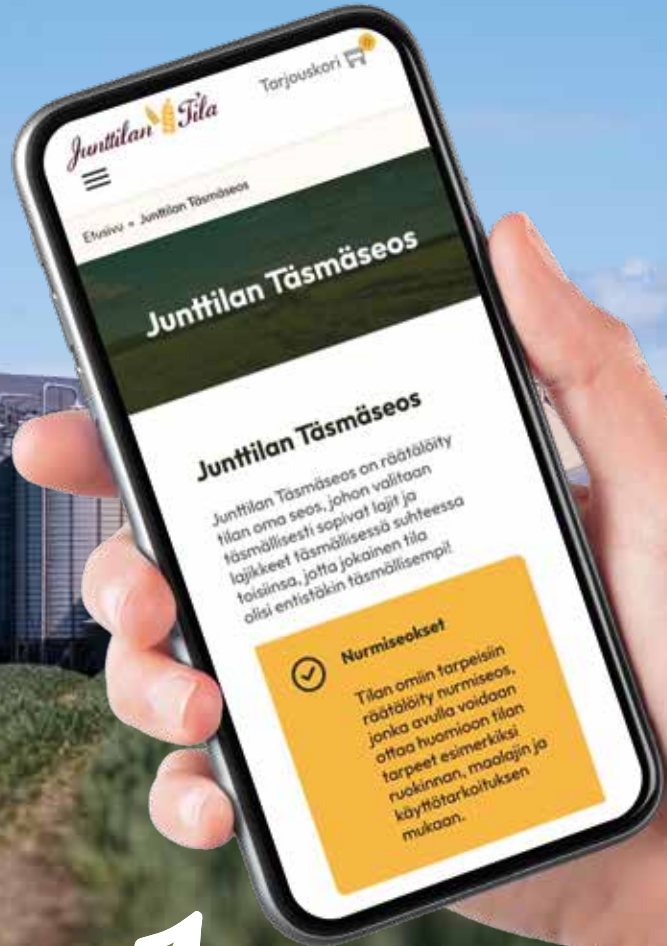 Junttilan Tila
Tarjouskori 0
Etusivu » Junttilan Täsmäseos
Junttilan Täsmäseos
Junttilan Täsmäseos
Junttilan Täsmäseos on räätälöity
tilan oma seos, johon valitaan
täsmällisesti sopivat lajit ja
lajikkeet täsmällisessä suhteessa
toisiinsa, jotta jokainen tila
olisi entistäkin täsmällisempi!
Nurmiseokset
Tilan omiin tarpeisiin
räätälöity nurmiseos,
jonka avulla voidaan
ottaa huomioon tilan
tarpeet esimerkiksi
ruokinnan, maalajin ja
käyttötarkoituksen
mukaan.